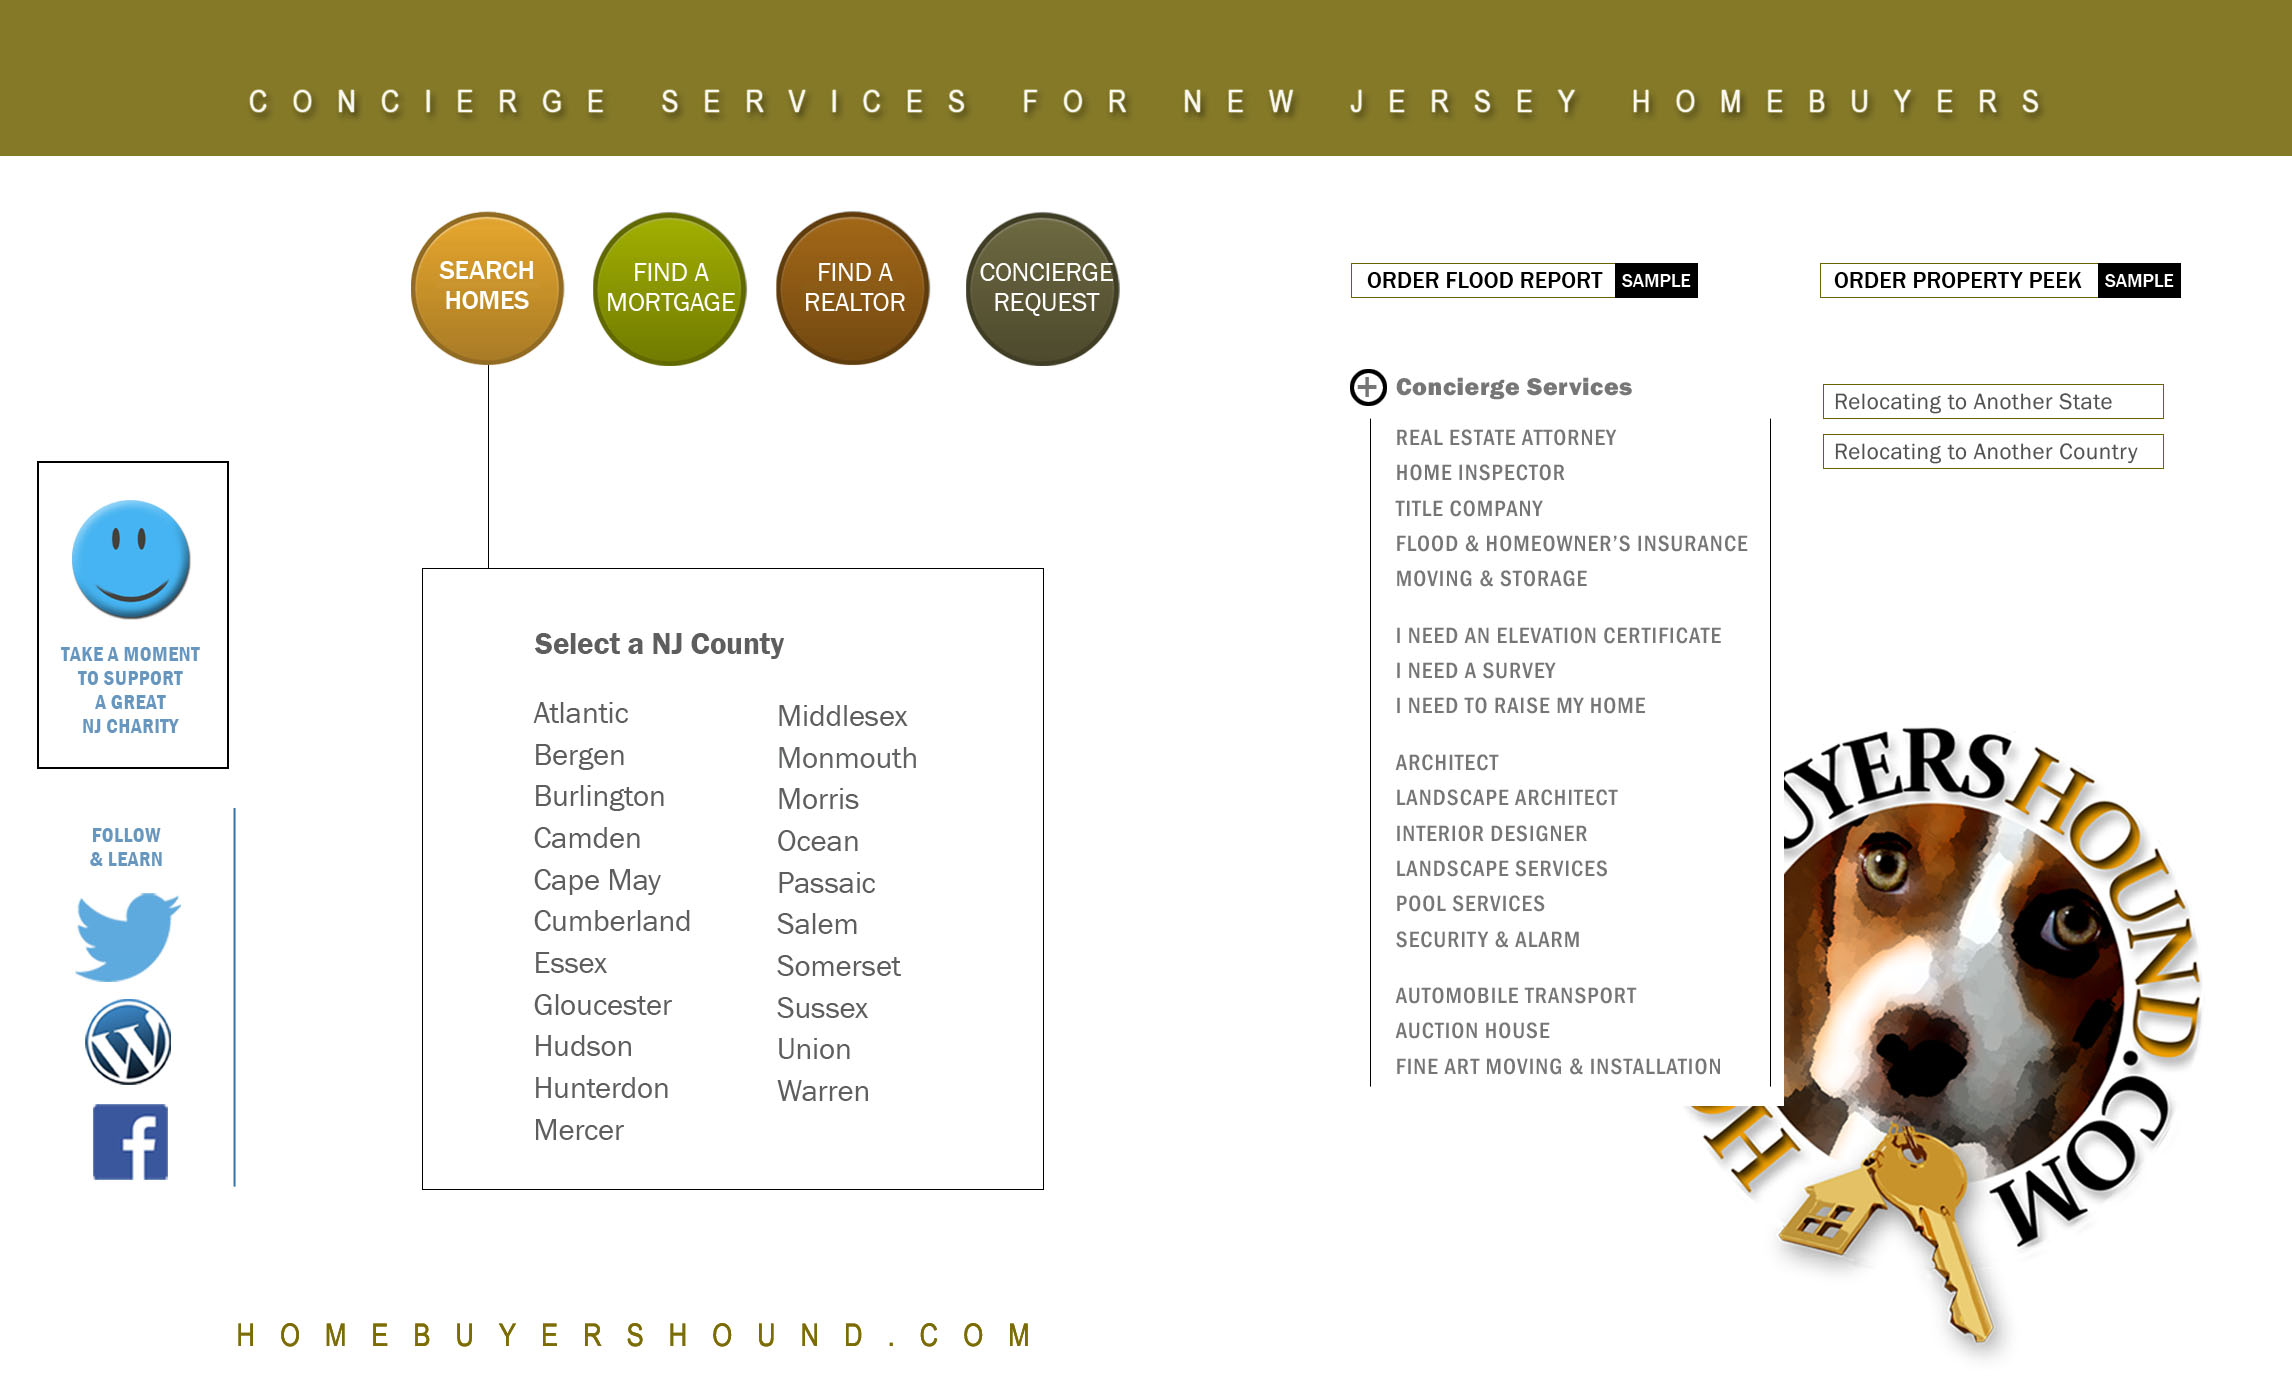 CONCIERGE SERVICES FOR NEW JERSEY HOMEBUYERS
SEARCH
HOMES
FIND A
MORTGAGE
FIND A
REALTOR
CONCIERGE
REQUEST
ORDER FLOOD REPORT SAMPLE
ORDER PROPERTY PEEK SAMPLE
TAKE A MOMENT
TO SUPPORT
A GREAT
NJ CHARITY
FOLLOW
& LEARN
Select a NJ County
Atlantic
Bergen
Burlington
Camden
Cape May
Cumberland
Essex
Gloucester
Hudson
Hunterdon
Mercer
Middlesex
Monmouth
Morris
Ocean
Passaic
Salem
Somerset
Sussex
Union
Warren
Concierge Services
REAL ESTATE ATTORNEY
HOME INSPECTOR
TITLE COMPANY
FLOOD & HOMEOWNER’S INSURANCE
MOVING & STORAGE
I NEED AN ELEVATION CERTIFICATE
I NEED A SURVEY
I NEED TO RAISE MY HOME
ARCHITECT
LANDSCAPE ARCHITECT
INTERIOR DESIGNER
LANDSCAPE SERVICES
POOL SERVICES
SECURITY & ALARM
AUTOMOBILE TRANSPORT
AUCTION HOUSE
FINE ART MOVING & INSTALLATION
Relocating to Another State
Relocating to Another Country
UYERSHOUND.COM
HOMEBUYERSHOUND.COM